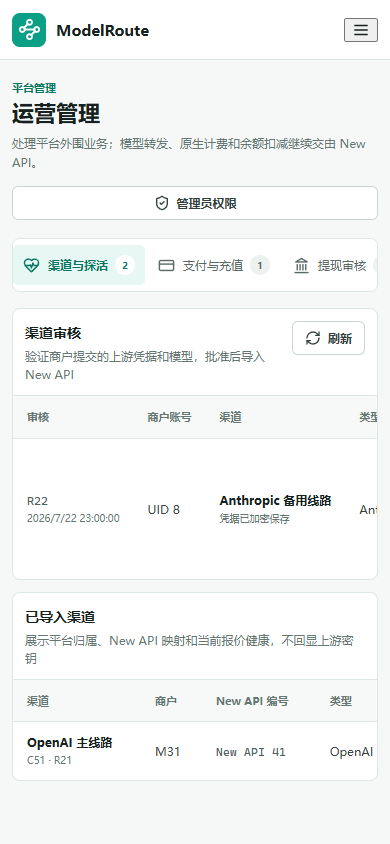 ModelRoute
平台管理
运营管理
处理平台外围业务；模型转发、原生计费和余额扣减继续交由 New
API。
管理员权限
渠道与探活 2 支付与充值 1 提现审核
渠道审核
刷新
验证商户提交的上游凭据和模型，批准后导入
New API
审核 商户账号 渠道 类型
R22
2026/7/22 23:00:00
UID 8
Anthropic 备用线路
凭据已加密保存
Ant
已导入渠道
展示平台归属、New API 映射和当前报价健康，不回显上游密
钥
渠道 商户 New API 编号 类型
OpenAI 主线路
C51 · R21
M31
New API 41
OpenAI